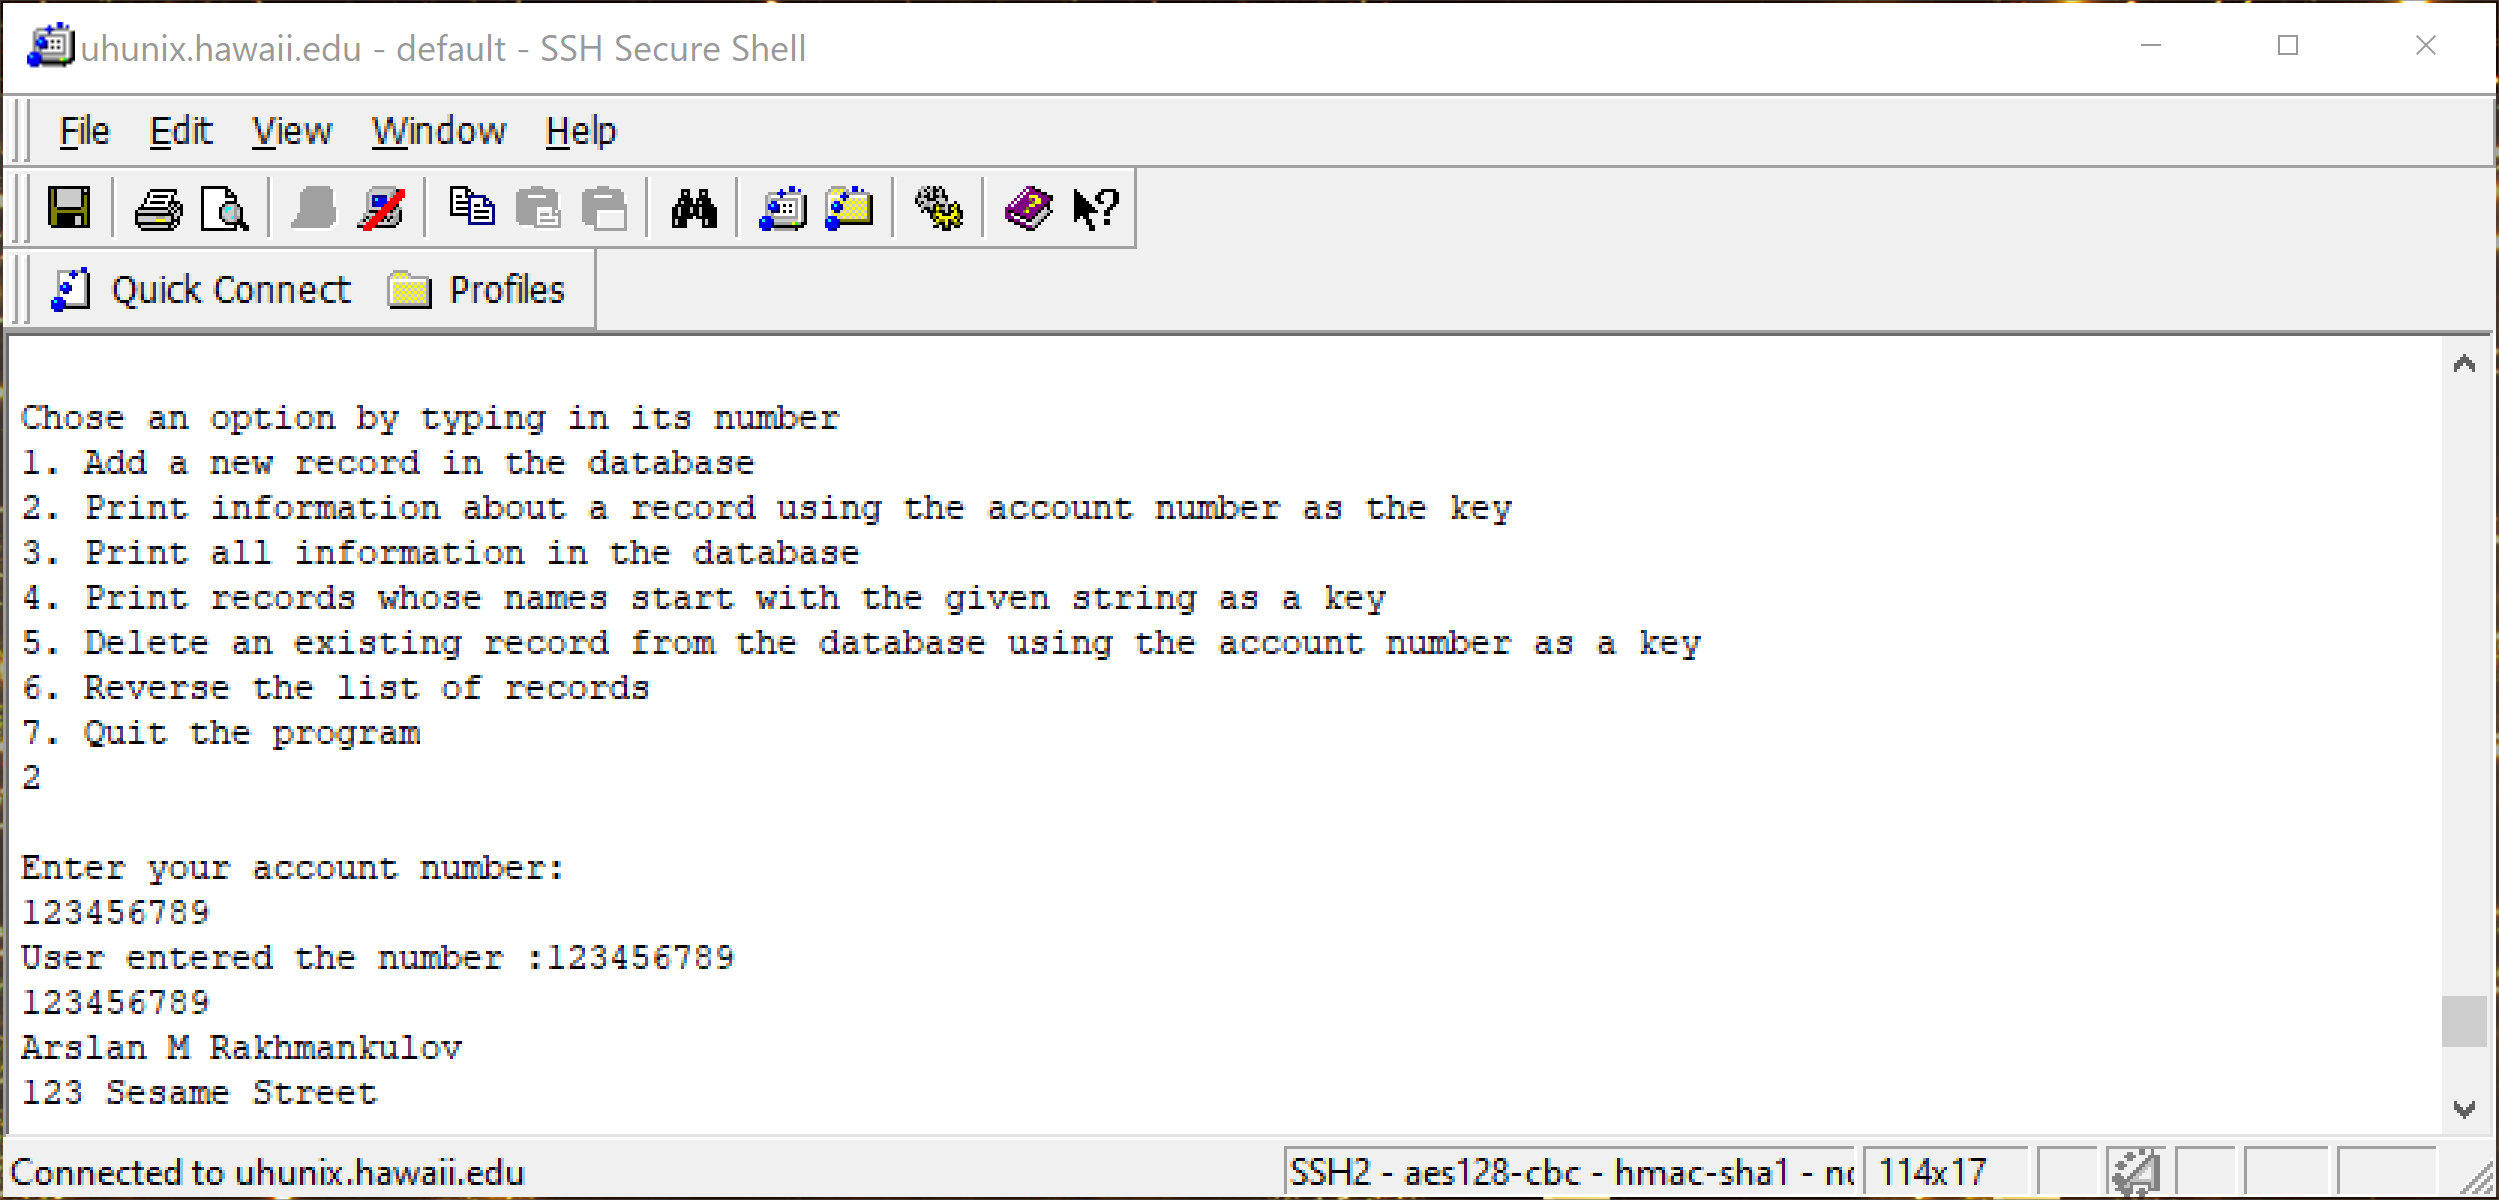 uhunix.hawaii.edu - default - SSH Secure Shell
File Edit View Window Help
Quick Connect Profiles
Chose an option by typing in its number
1. Add a new record in the database
2. Print information about a record using the account number as the key
3. Print all information in the database
4. Print records whose names start with the given string as a key
5. Delete an existing record from the database using the account number as a key
6. Reverse the list of records
7. Quit the program
2
Enter your account number:
123456789
User entered the number :123456789
123456789
Arslan M Rakhmankulov
123 Sesame Street
Connected to uhunix.hawaii.edu SSH2 - aes128-cbc - hmac-sha1 - 114x17